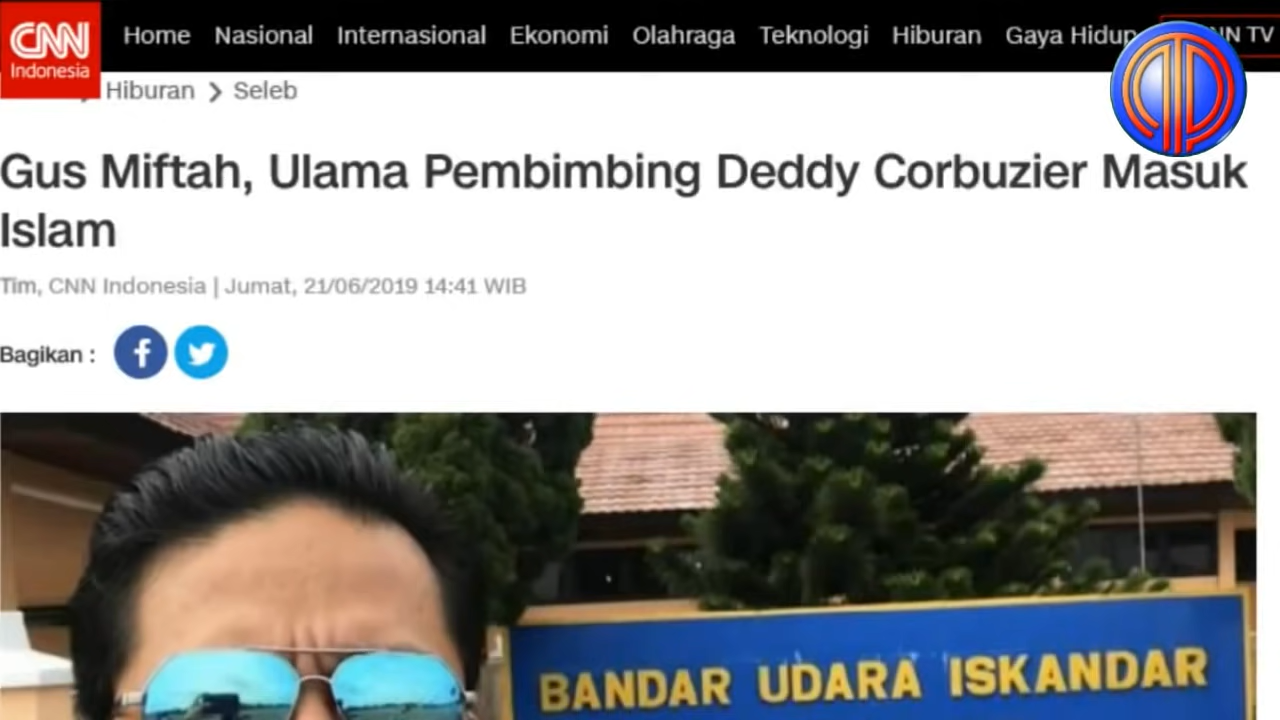 CNN
Indonesia
Home Nasional Internasional Ekonomi Olahraga Teknologi Hiburan Gaya Hidup TV
Hiburan > Seleb
Gus Miftah, Ulama Pembimbing Deddy Corbuzier Masuk
Islam
Tim, CNN Indonesia | Jumat, 21/06/2019 14:41 WIB
Bagikan :
BANDAR UDARA ISKANDAR